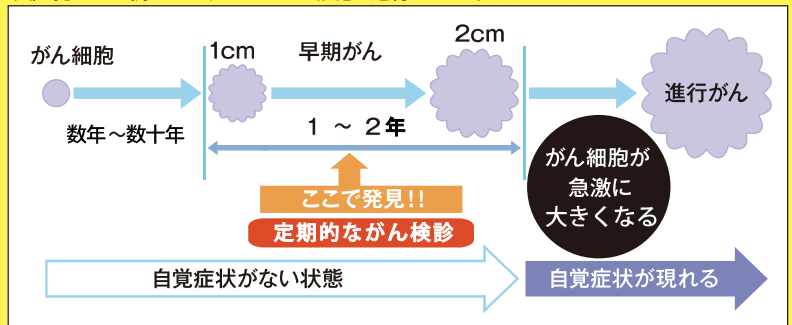 がん細胞
1cm
早期がん
2cm
進行がん
数年～数十年
1 ～ 2年
がん細胞が
急激に
大きくなる
ここで発見!!
定期的ながん検診
自覚症状がない状態
自覚症状が現れる